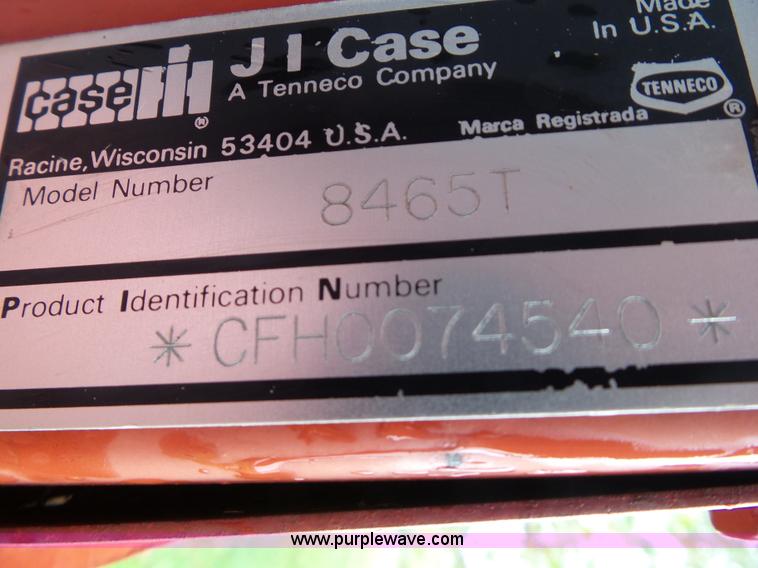 Made
In U.S.A.
case IH J I Case
A Tenneco Company
TENNECO
®
Racine, Wisconsin 53404 U.S.A. Marca Registrada ®
Model Number 8465T
Product Identification Number
* CFH0074540 *
www.purplewave.com